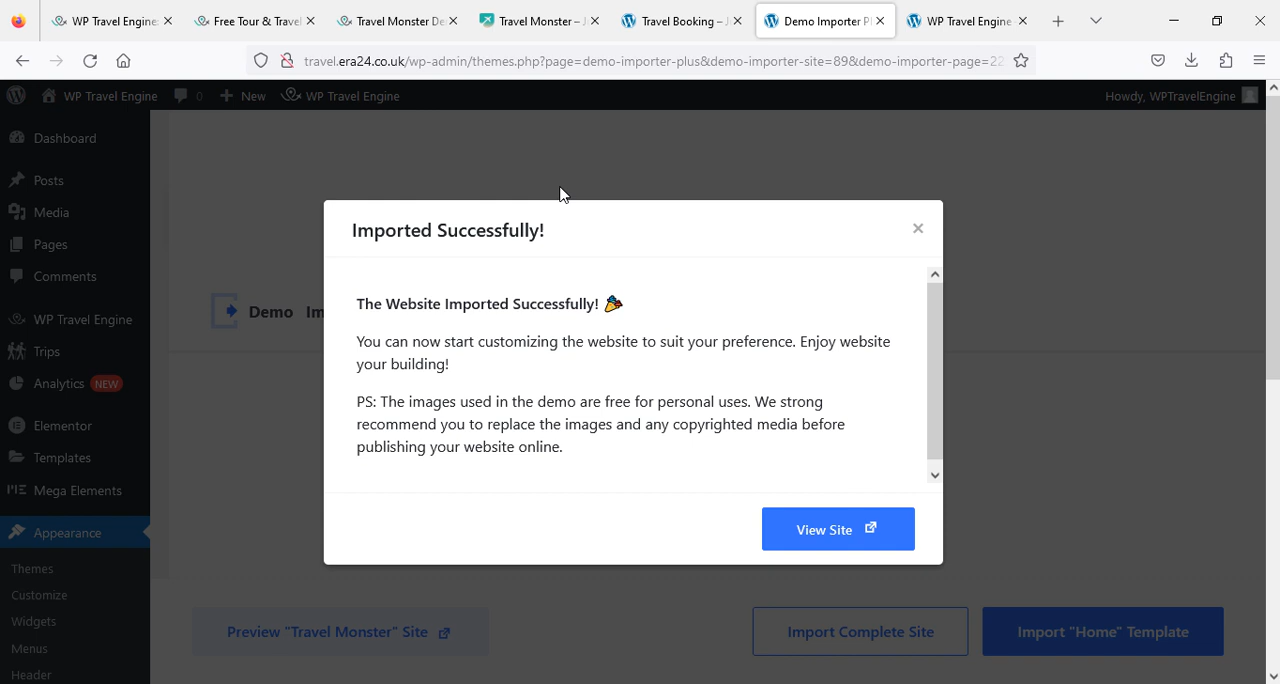 WP Travel Engine
Free Tour & Travel
Travel Monster De
Travel Monster – J
Travel Booking – J
Demo Importer Pl
WP Travel Engine
travel.era24.co.uk/wp-admin/themes.php?page=demo-importer-plus&demo-importer-site=89&demo-importer-page=22
WP Travel Engine
0
New
WP Travel Engine
Howdy, WPTravelEngine
Dashboard
Posts
Media
Pages
Comments
WP Travel Engine
Trips
Analytics NEW
Elementor
Templates
Mega Elements
Appearance
Themes
Customize
Widgets
Menus
Header
Demo Im
Imported Successfully!
The Website Imported Successfully! 🎉
You can now start customizing the website to suit your preference. Enjoy website
your building!
PS: The images used in the demo are free for personal uses. We strong
recommend you to replace the images and any copyrighted media before
publishing your website online.
View Site
Preview "Travel Monster" Site
Import Complete Site
Import "Home" Template